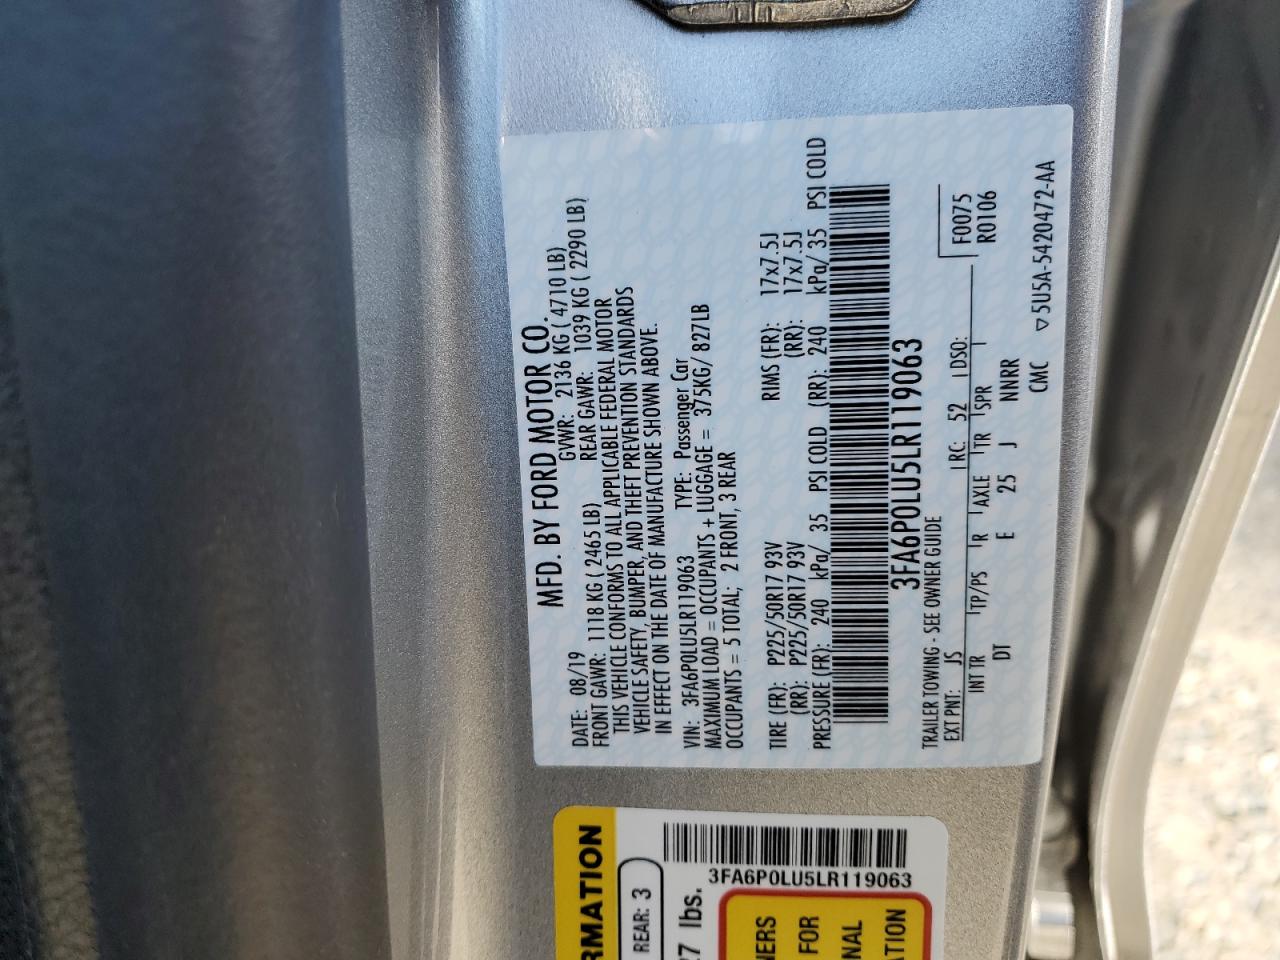 MFD. BY FORD MOTOR CO.
DATE: 08/19 GVWR: 2136 KG ( 4710 LB)
FRONT GAWR: 1118 KG ( 2465 LB) REAR GAWR: 1039 KG ( 2290 LB)
THIS VEHICLE CONFORMS TO ALL APPLICABLE FEDERAL MOTOR
VEHICLE SAFETY, BUMPER, AND THEFT PREVENTION STANDARDS
IN EFFECT ON THE DATE OF MANUFACTURE SHOWN ABOVE.
VIN: 3FA6P0LU5LR119063 TYPE: Passenger Car
MAXIMUM LOAD = OCCUPANTS + LUGGAGE = 375KG/ 827LB
OCCUPANTS = 5 TOTAL; 2 FRONT, 3 REAR
TIRE (FR): P225/50R17 93V RIMS (FR): 17x7.5J
(RR): P225/50R17 93V (RR): 17x7.5J
PRESSURE (FR): 240 kPa/ 35 PSI COLD (RR): 240 kPa/ 35 PSI COLD
3FA6P0LU5LR119063
TRAILER TOWING - SEE OWNER GUIDE
F0075
EXT PNT: JS RC: 52 DSO: R0106
INT TR TP/PS R AXLE TR SPR
DT E 25 J NNRR
CMC ▽5U5A-5420472-AA
RMATION
REAR: 3
27 lbs.
3FA6P0LU5LR119063
NERS
FOR
NAL
ATION